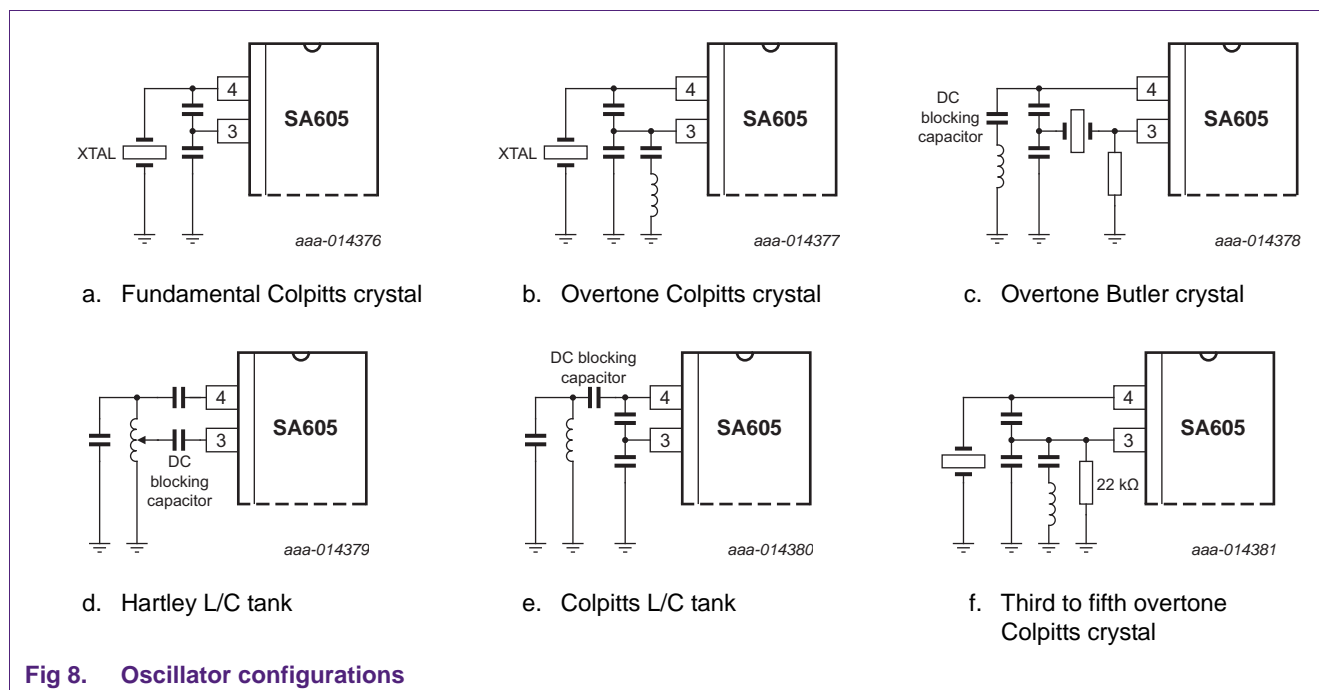 4
3
SA605
XTAL
aaa-014376
a. Fundamental Colpitts crystal
4
3
SA605
XTAL
aaa-014377
b. Overtone Colpitts crystal
DC
blocking
capacitor
4
3
SA605
aaa-014378
c. Overtone Butler crystal
4
3
SA605
DC
blocking
capacitor
aaa-014379
d. Hartley L/C tank
DC blocking
capacitor
4
3
SA605
aaa-014380
e. Colpitts L/C tank
4
3
SA605
22 kΩ
aaa-014381
f. Third to fifth overtone
Colpitts crystal
Fig 8. Oscillator configurations